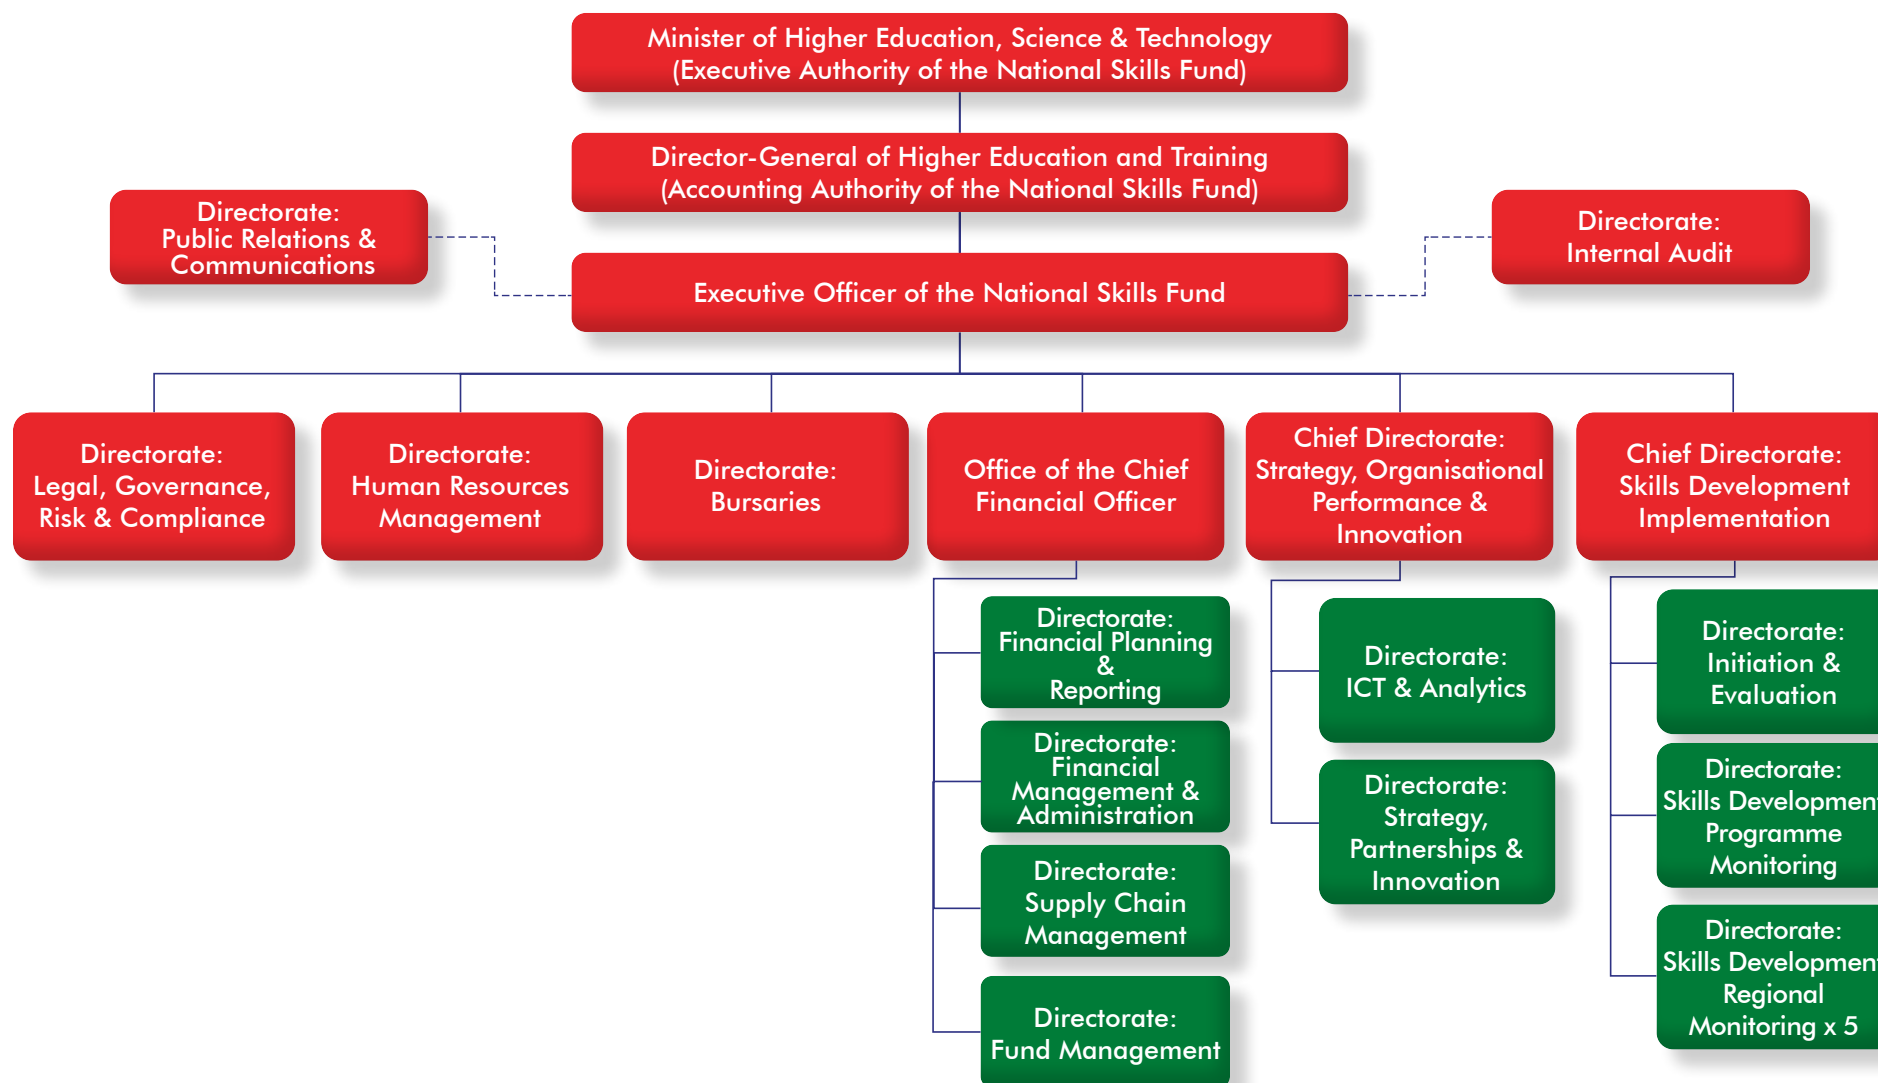 Minister of Higher Education, Science & Technology
(Executive Authority of the National Skills Fund)
Director-General of Higher Education and Training
(Accounting Authority of the National Skills Fund)
Directorate:
Public Relations &
Communications
Directorate:
Internal Audit
Executive Officer of the National Skills Fund
Directorate:
Legal, Governance,
Risk & Compliance
Directorate:
Human Resources
Management
Directorate:
Bursaries
Office of the Chief
Financial Officer
Chief Directorate:
Strategy, Organisational
Performance &
Innovation
Chief Directorate:
Skills Development
Implementation
Directorate:
Financial Planning
&
Reporting
Directorate:
Financial
Management &
Administration
Directorate:
Supply Chain
Management
Directorate:
Fund Management
Directorate:
ICT & Analytics
Directorate:
Strategy,
Partnerships &
Innovation
Directorate:
Initiation &
Evaluation
Directorate:
Skills Development
Programme
Monitoring
Directorate:
Skills Development
Regional
Monitoring x 5